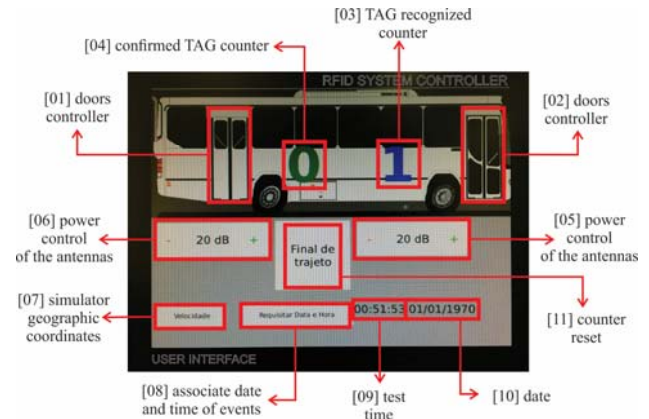 [03] TAG recognized
counter
[04] confirmed TAG counter
RFID SYSTEM CONTROLLER
[01] doors
controller
[02] doors
controller
0
1
[06] power
control
of the antennas
- 20 dB +
Final de
trajeto
- 20 dB +
[05] power
control
of the antennas
[07] simulator
geographic
coordinates
Velocidade
Requisitar Data e Hora
00:51:53
01/01/1970
[11] counter
reset
USER INTERFACE
[08] associate date
and time of events
[09] test
time
[10] date